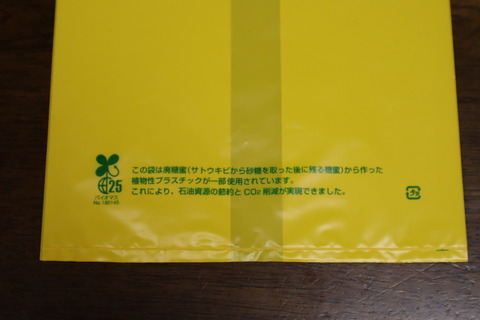 この袋は廃糖蜜(サトウキビから砂糖を取った後に残る糖蜜)から作った
植物性プラスチックが一部使用されています。
これにより、石油資源の節約と CO₂ 削減が実現できました。
25
バイオマス
プラ